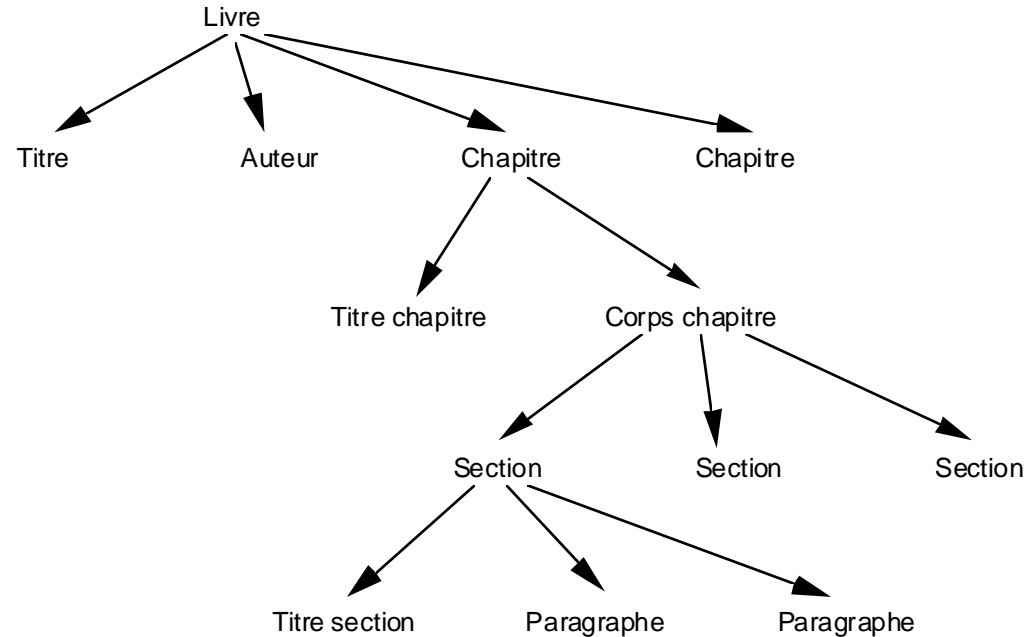 Livre
Titre Auteur Chapitre Chapitre
Titre chapitre Corps chapitre
Section Section Section
Titre section Paragraphe Paragraphe